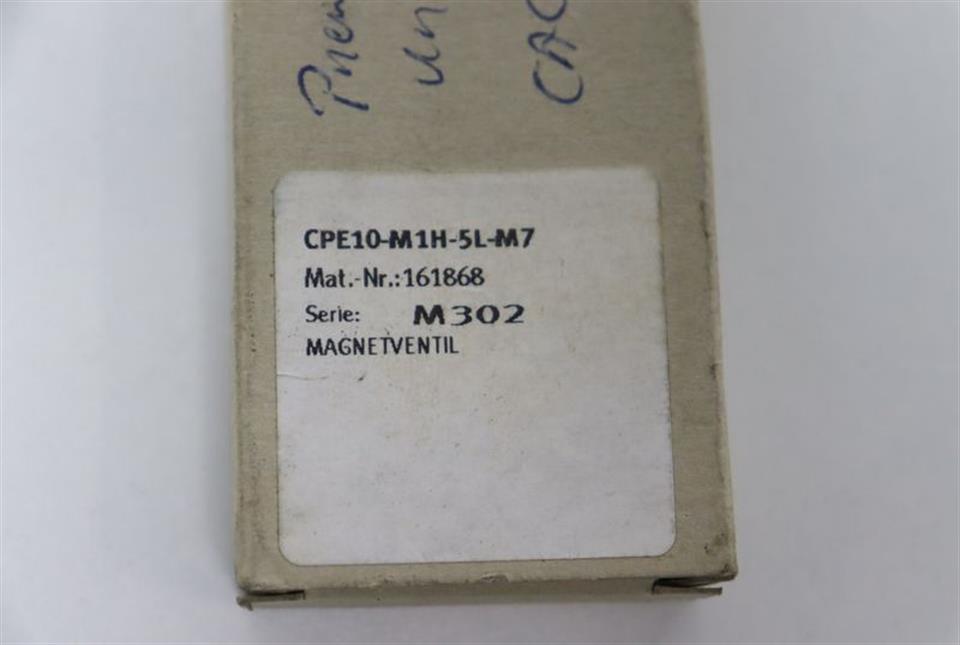 CPE10-M1H-5L-M7
Mat.-Nr.:161868
Serie: M302
MAGNETVENTIL